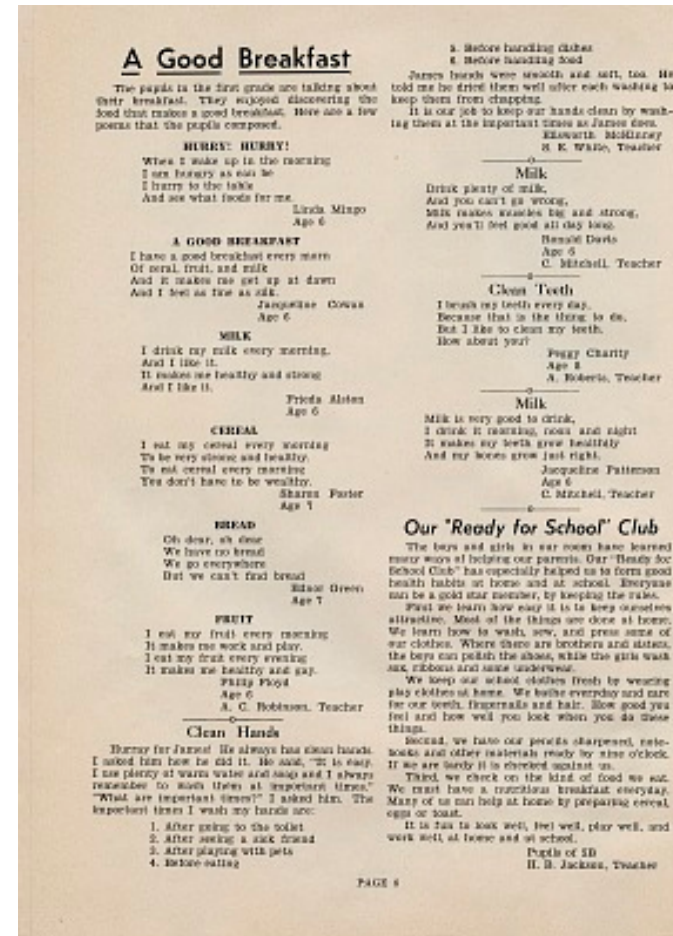 A Good Breakfast
The pupils in the first grade are talking about
their breakfast. They enjoyed discovering the
food that makes a good breakfast. Here are a few
poems that the pupils composed.
HURRY! HURRY!
When I wake up in the morning
I am hungry as can be
I hurry to the table
And see what foods for me.
Linda Mingo
Age 6
A GOOD BREAKFAST
I have a good breakfast every morn
Of ceral, fruit, and milk
And it makes me get up at dawn
And I feel as fine as silk.
Jacqueline Cowan
Age 6
MILK
I drink my milk every morning,
And I like it.
It makes me healthy and strong
And I like it.
Frieda Alston
Age 6
CEREAL
I eat my cereal every morning
To be very strong and healthy.
To eat cereal every morning
You don't have to be wealthy.
Sharon Porter
Age 7
BREAD
Oh dear, oh dear
We have no bread
We go everywhere
But we can't find bread
Green
Age 7
FRUIT
I eat my fruit every morning
It makes me work and play.
I eat my fruit every evening
It makes me healthy and gay.
Philip Floyd
Age 6
A. C. Robinson, Teacher
Clean Hands
Hurray for James! He always has clean hands.
I asked him how he did it. He said, "It is easy.
I use plenty of warm water and soap and I always
remember to wash them at important times."
"What are important times?" I asked him. The
important times I wash my hands are:
1. After going to the toilet
2. After seeing a sick friend
3. After playing with pets
4. Before eating
5. Before handling dishes
6. Before handling food
James hands were smooth and soft, too. He
told me he dried them well after each washing to
keep them from chapping.
It is our job to keep our hands clean by wash-
ing them at the important times as James does.
Ellsworth McKinney
S. E. White, Teacher
Milk
Drink plenty of milk,
And you can't go wrong,
Milk makes muscles big and strong,
And you'll feel good all day long.
Ronald Davis
Age 6
C. Mitchell, Teacher
Clean Teeth
I brush my teeth every day,
Because that is the thing to do,
But I like to clean my teeth.
How about you?
Peggy Charity
Age 8
A. Roberts, Teacher
Milk
Milk is very good to drink,
I drink it morning, noon and night
It makes my teeth grow healthily
And my bones grow just right.
Jacqueline Patterson
Age 6
C. Mitchell, Teacher
Our "Ready for School" Club
The boys and girls in our room have learned
many ways of helping our parents. Our "Ready for
School Club" has especially helped us to form good
health habits at home and at school. Everyone
can be a gold star member, by keeping the rules.
First we learn how easy it is to keep ourselves
attractive. Most of the things are done at home.
We learn how to wash, sew, and press some of
our clothes. Where there are brothers and sisters,
the boys can polish the shoes, while the girls wash
sox, ribbons and some underwear.
We keep our school clothes fresh by wearing
play clothes at home. We bathe everyday and care
for our teeth, fingernails and hair. How good you
feel and how well you look when you do these
things.
Second, we have our pencils sharpened, note-
books and other materials ready by nine o'clock.
If we are tardy it is checked against us.
Third, we check on the kind of food we eat.
We must have a nutritious breakfast everyday.
Many of us can help at home by preparing cereal,
eggs or toast.
It is fun to look well, feel well, play well, and
work well, at home and at school.
Pupils of 5B
H. B. Jackson, Teacher
PAGE 6